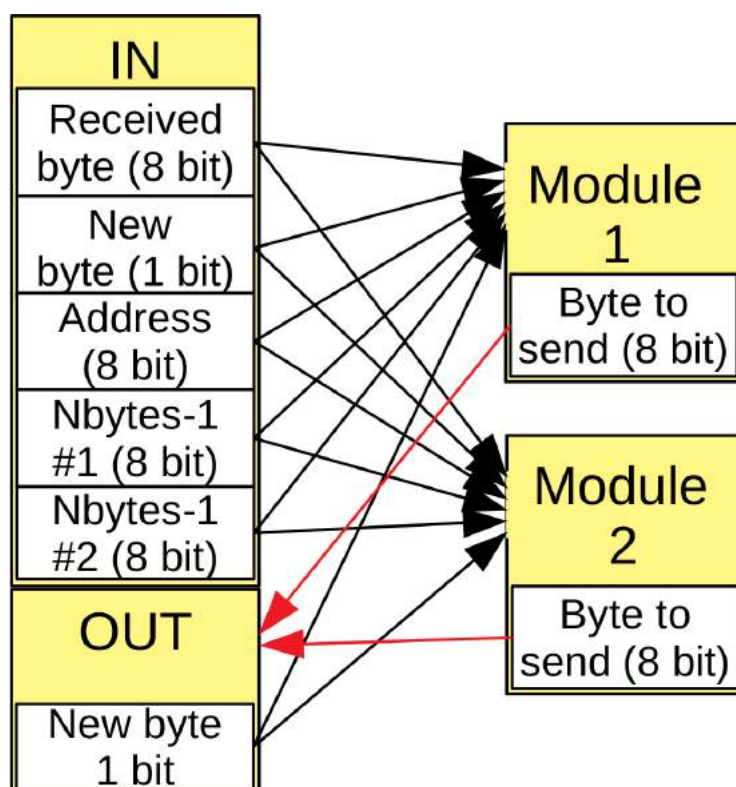 IN
Received
byte (8 bit)
New
byte (1 bit)
Address
(8 bit)
Nbytes-1
#1 (8 bit)
Nbytes-1
#2 (8 bit)
OUT
New byte
1 bit
Module
1
Byte to
send (8 bit)
Module
2
Byte to
send (8 bit)